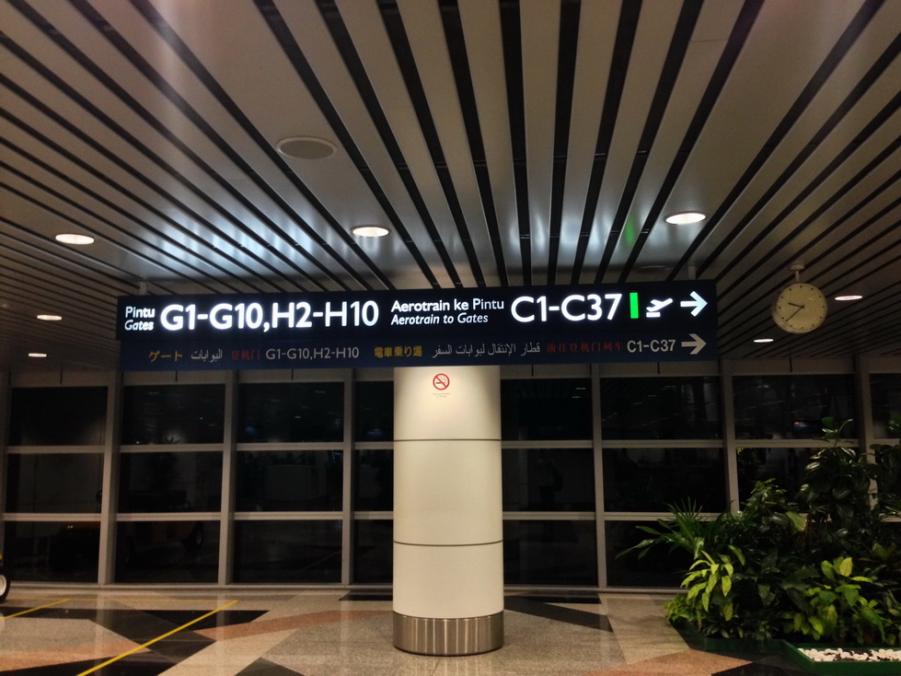 Pintu G1-G10,H2-H10 Aerotrain ke Pintu C1-C37
Gates Aerotrain to Gates
ゲート البوابات 登机门 G1-G10,H2-H10 電車乗り場 قطار الإنتقال لبوابات السفر 前往登机门列车 C1-C37